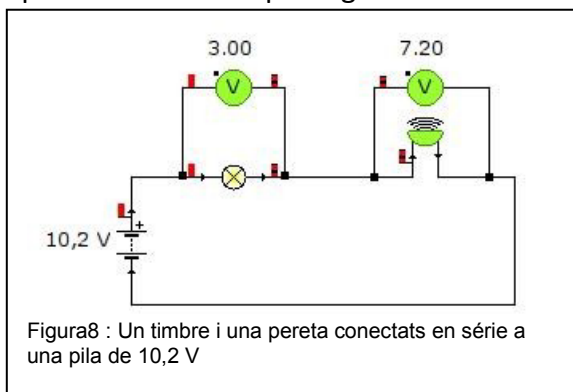 3.00 7.20
V V
+
10,2 V
Figura8 : Un timbre i una pereta conectats en série a
una pila de 10,2 V